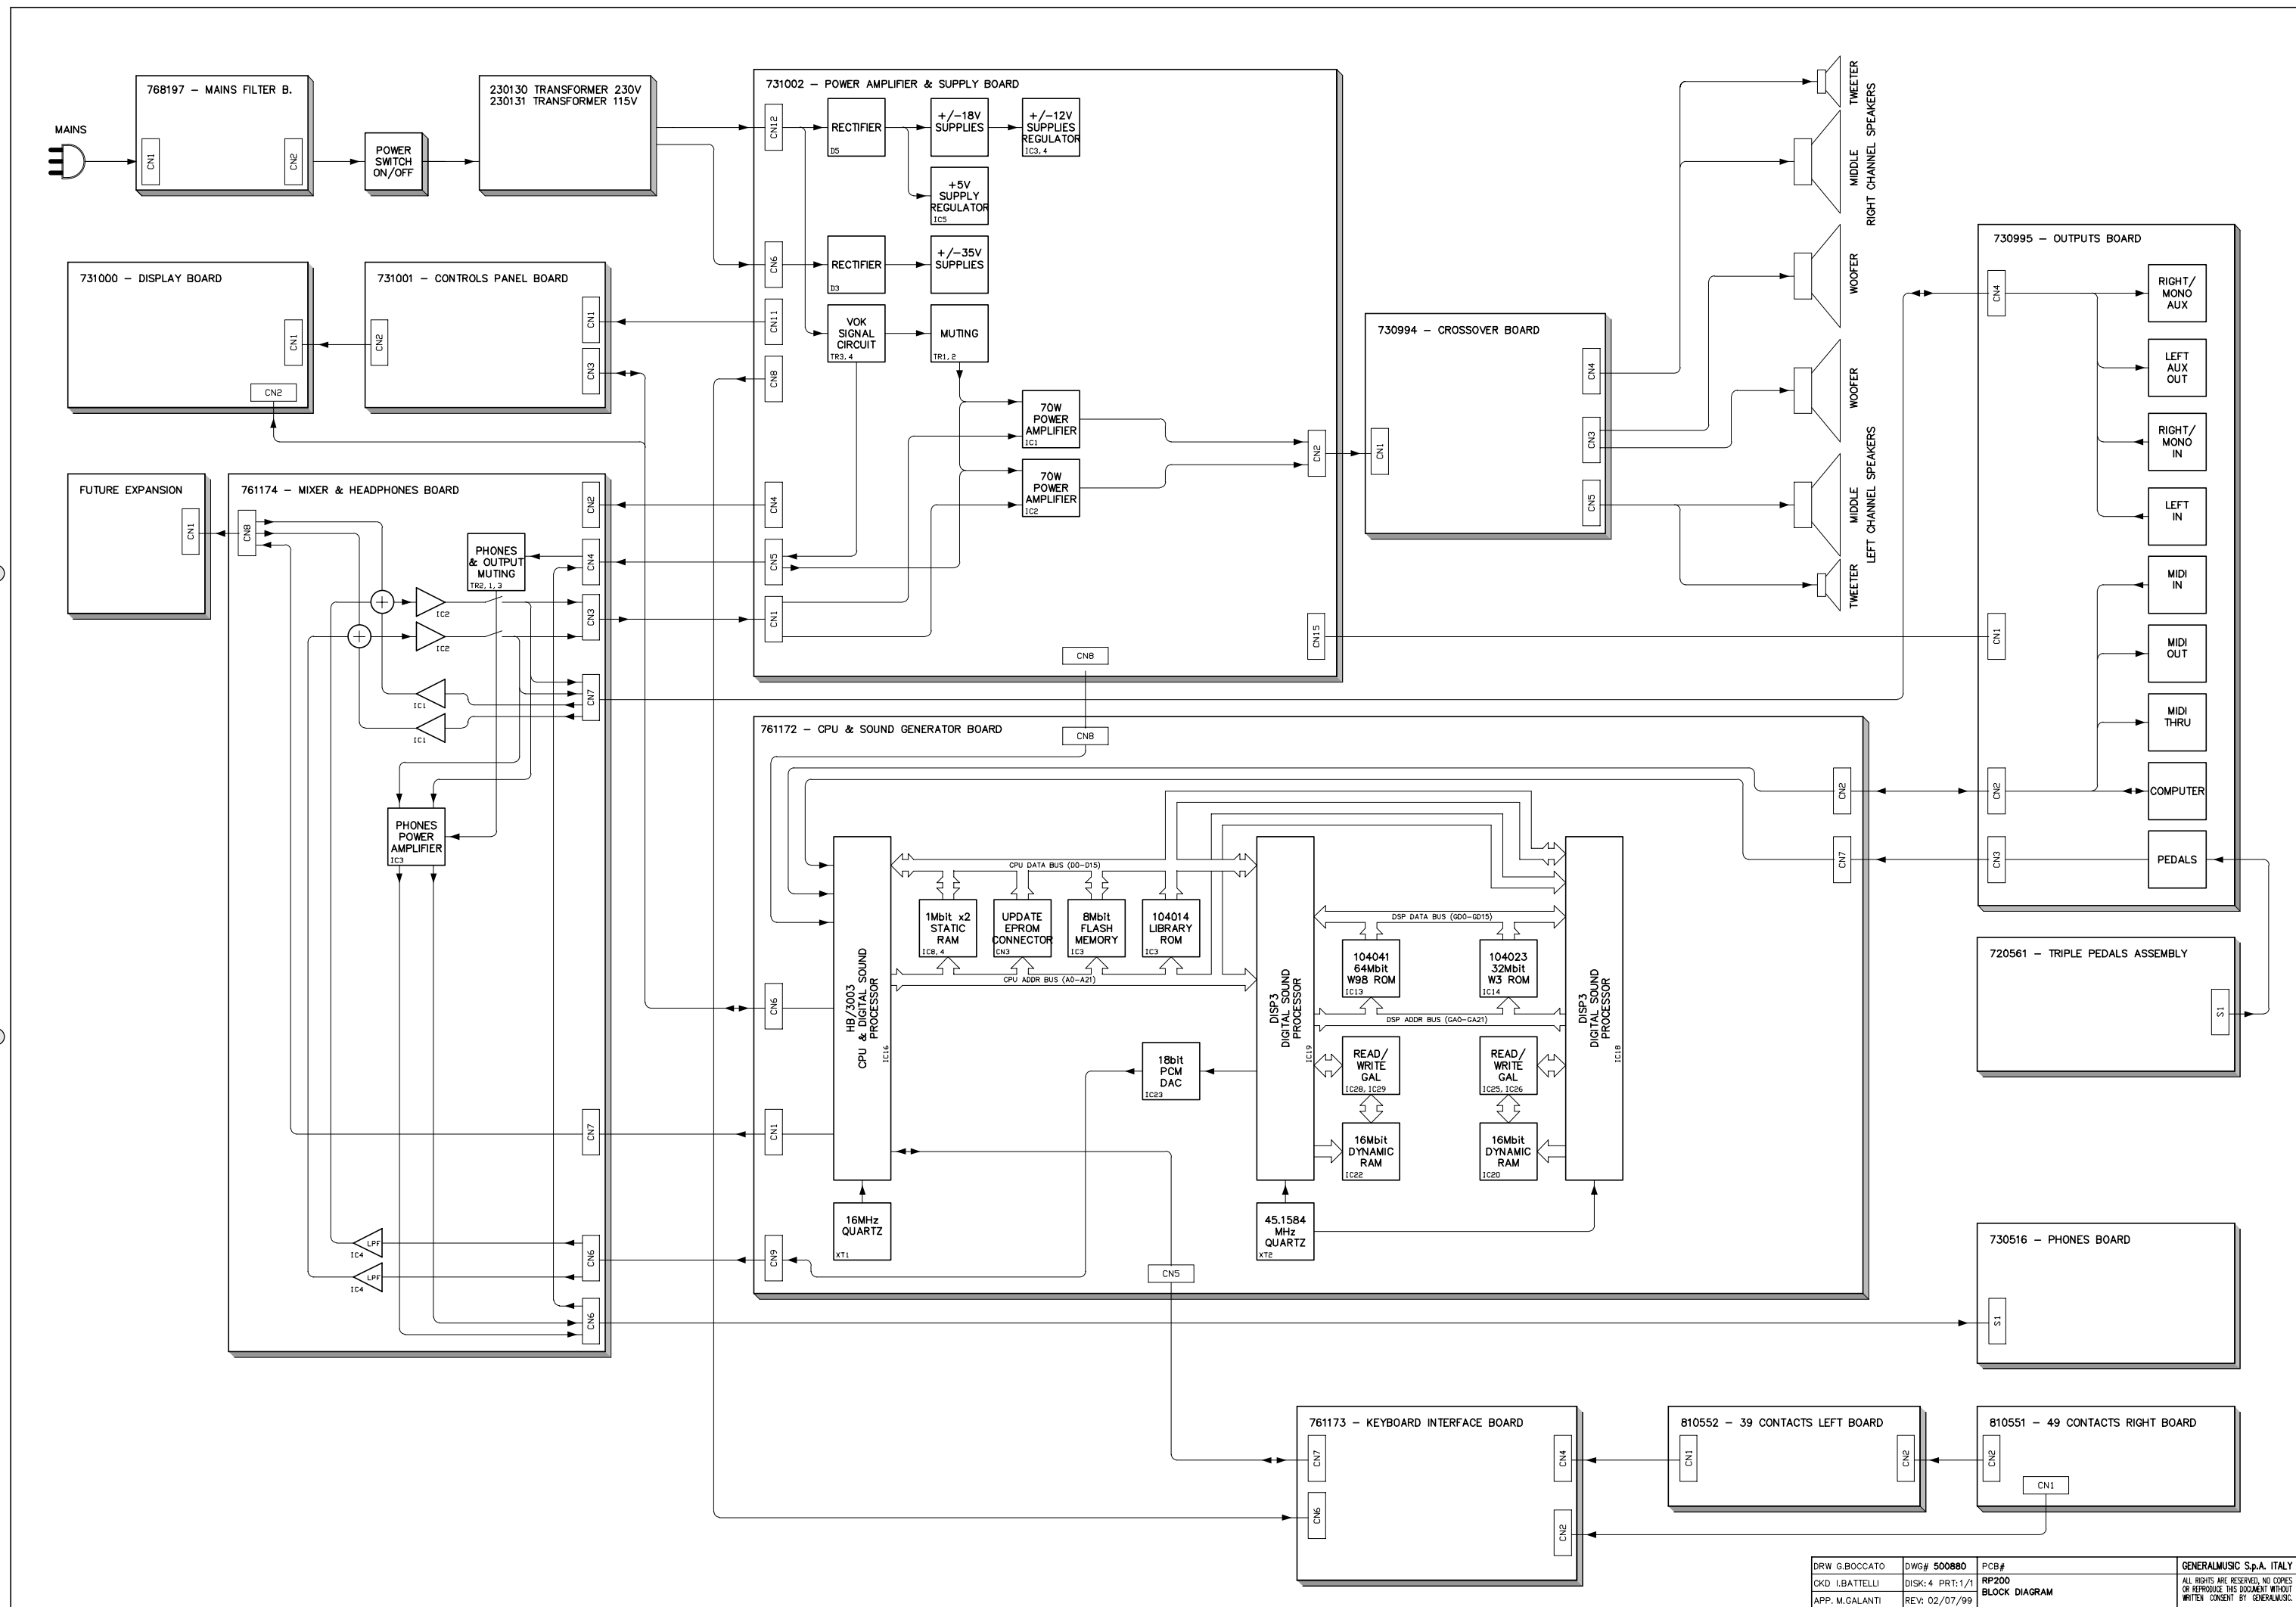 MAINS
768197 – MAINS FILTER B.
CN1
CN2
POWER
SWITCH
ON/OFF
230130 TRANSFORMER 230V
230131 TRANSFORMER 115V
731002 – POWER AMPLIFIER & SUPPLY BOARD
CN12
RECTIFIER
D5
+/-18V
SUPPLIES
+/-12V
SUPPLIES
REGULATOR
IC3, 4
+5V
SUPPLY
REGULATOR
IC5
CN6
RECTIFIER
D3
+/-35V
SUPPLIES
CN11
VOK
SIGNAL
CIRCUIT
TR3, 4
MUTING
TR1, 2
CN8
70W
POWER
AMPLIFIER
IC1
70W
POWER
AMPLIFIER
IC2
CN2
CN4
CN5
CN1
CN15
CN8
731000 – DISPLAY BOARD
CN1
CN2
731001 – CONTROLS PANEL BOARD
CN2
CN1
CN3
730994 – CROSSOVER BOARD
CN1
CN4
CN3
CN5
TWEETER
MIDDLE
RIGHT CHANNEL SPEAKERS
WOOFER
WOOFER
MIDDLE
LEFT CHANNEL SPEAKERS
TWEETER
730995 – OUTPUTS BOARD
CN4
RIGHT/
MONO
AUX
LEFT
AUX
OUT
RIGHT/
MONO
IN
LEFT
IN
MIDI
IN
CN1
MIDI
OUT
MIDI
THRU
CN2
COMPUTER
CN3
PEDALS
FUTURE EXPANSION
CN1
761174 – MIXER & HEADPHONES BOARD
CN8
CN2
PHONES
& OUTPUT
MUTING
TR2, 1, 3
CN4
IC2
IC2
CN3
IC1
IC1
CN7
PHONES
POWER
AMPLIFIER
IC3
CN7
LPF
IC4
LPF
IC4
CN6
CN6
761172 – CPU & SOUND GENERATOR BOARD
CN8
CN2
CN7
HB/3003
CPU & DIGITAL SOUND
PROCESSOR
IC16
CPU DATA BUS (D0-D15)
1Mbit x2
STATIC
RAM
IC8, 4
UPDATE
EPROM
CONNECTOR
CN3
8Mbit
FLASH
MEMORY
IC3
104014
LIBRARY
ROM
IC3
CPU ADDR BUS (A0-A21)
DISP3
DIGITAL SOUND
PROCESSOR
IC19
DSP DATA BUS (GD0-GD15)
104041
64Mbit
W98 ROM
IC13
104023
32Mbit
W3 ROM
IC14
DSP ADDR BUS (GA0-GA21)
DISP3
DIGITAL SOUND
PROCESSOR
IC18
CN6
18bit
PCM
DAC
IC23
READ/
WRITE
GAL
IC28, IC29
READ/
WRITE
GAL
IC25, IC26
16Mbit
DYNAMIC
RAM
IC22
16Mbit
DYNAMIC
RAM
IC20
CN1
16MHz
QUARTZ
XT1
45.1584
MHz
QUARTZ
XT2
CN9
CN5
720561 – TRIPLE PEDALS ASSEMBLY
S1
730516 – PHONES BOARD
S1
761173 – KEYBOARD INTERFACE BOARD
CN7
CN4
CN6
CN2
810552 – 39 CONTACTS LEFT BOARD
CN1
CN2
810551 – 49 CONTACTS RIGHT BOARD
CN2
CN1
DRW G.BOCCATO
DWG# 500880
PCB#
GENERALMUSIC S.p.A. ITALY
CKD I.BATTELLI
DISK:4 PRT:1/1
RP200
BLOCK DIAGRAM
ALL RIGHTS ARE RESERVED, NO COPIES
OR REPRODUCE THIS DOCUMENT WITHOUT
WRITTEN CONSENT BY GENERALMUSIC.
APP. M.GALANTI
REV: 02/07/99